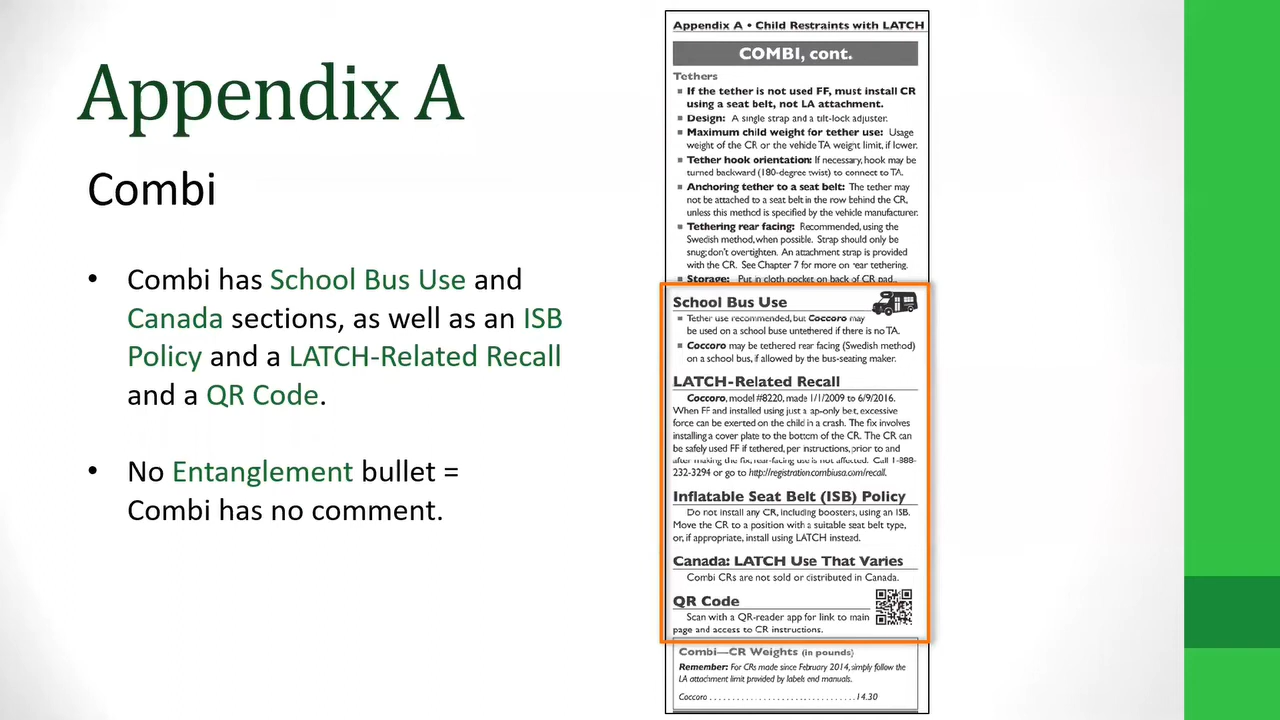 Appendix A
Combi
• Combi has School Bus Use and
Canada sections, as well as an ISB
Policy and a LATCH-Related Recall
and a QR Code.
• No Entanglement bullet =
Combi has no comment.
Appendix A • Child Restraints with LATCH
COMBI, cont.
Tethers
■ If the tether is not used FF, must install CR
using a seat belt, not LA attachment.
■ Design: A single strap and a tilt-lock adjuster.
■ Maximum child weight for tether use: Usage
weight of the CR or the vehicle TA weight limit, if lower.
■ Tether hook orientation: If necessary, hook may be
turned backward (180-degree twist) to connect to TA.
■ Anchoring tether to a seat belt: The tether may
not be attached to a seat belt in the row behind the CR,
unless this method is specified by the vehicle manufacturer.
■ Tethering rear facing: Recommended, using the
Swedish method, when possible. Strap should only be
snug; don't overtighten. An attachment strap is provided
with the CR. See Chapter 7 for more on rear tethering.
■ Storage: Put in cloth pocket on back of CR pad.
School Bus Use
■ Tether use recommended, but Coccoro may
be used on a school buse untethered if there is no TA.
■ Coccoro may be tethered rear facing (Swedish method)
on a school bus, if allowed by the bus-seating maker.
LATCH-Related Recall
Coccoro, model #8220, made 1/1/2009 to 6/9/2016.
When FF and installed using just a ap-only belt, excessive
force can be exerted on the child in a crash. The fix involves
installing a cover plate to the bottom of the CR. The CR can
be safely used FF if tethered, per instructions, prior to and
after making the fix, rear-facing use is not affected. Call 1-888-
232-3294 or go to http://registration.combiusa.com/recall.
Inflatable Seat Belt (ISB) Policy
Do not install any CR, including boosters, using an ISB.
Move the CR to a position with a suitable seat belt type,
or, if appropriate, install using LATCH instead.
Canada: LATCH Use That Varies
Combi CRs are not sold or distributed in Canada.
QR Code
Scan with a QR-reader app for link to main
page and access to CR instructions.
Combi—CR Weights (in pounds)
Remember: For CRs made since February 2014, simply follow the
LA attachment limit provided by labels and manuals.
Coccoro . . . . . . . . . . . . . . . . . . . . . . . . . . . . . . 14.30